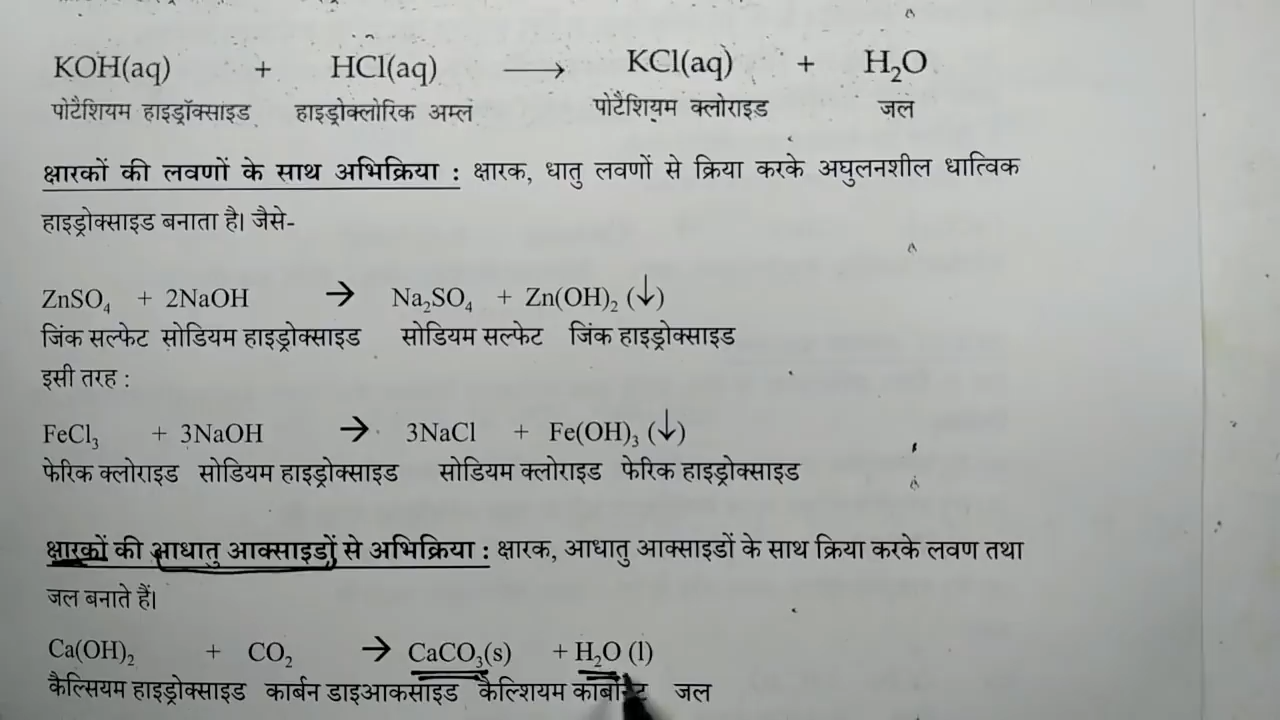 KOH(aq) + HCl(aq) ⟶ KCl(aq) + H₂O
पोटैशियम हाइड्रॉक्साइड हाइड्रोक्लोरिक अम्ल पोटैशियम क्लोराइड जल
क्षारकों की लवणों के साथ अभिक्रिया : क्षारक, धातु लवणों से क्रिया करके अघुलनशील धात्विक
हाइड्रोक्साइड बनाता है। जैसे-
ZnSO₄ + 2NaOH → Na₂SO₄ + Zn(OH)₂ (↓)
जिंक सल्फेट सोडियम हाइड्रोक्साइड सोडियम सल्फेट जिंक हाइड्रोक्साइड
इसी तरह :
FeCl₃ + 3NaOH → 3NaCl + Fe(OH)₃ (↓)
फेरिक क्लोराइड सोडियम हाइड्रोक्साइड सोडियम क्लोराइड फेरिक हाइड्रोक्साइड
क्षारकों की आधातु आक्साइडों से अभिक्रिया : क्षारक, आधातु आक्साइडों के साथ क्रिया करके लवण तथा
जल बनाते हैं।
Ca(OH)₂ + CO₂ → CaCO₃(s) + H₂O (l)
कैल्सियम हाइड्रोक्साइड कार्बन डाइआकसाइड कैल्शियम जल